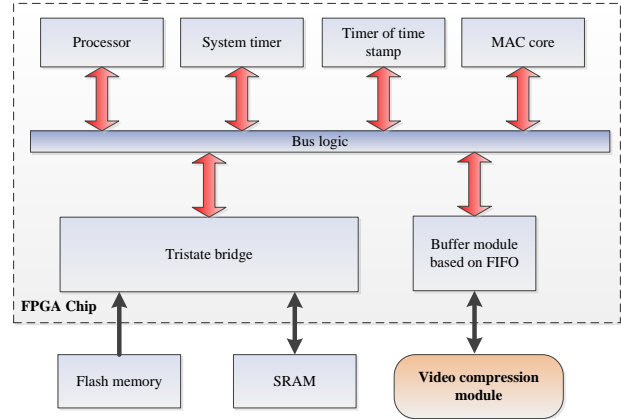 Processor
System timer
Timer of time
stamp
MAC core
Bus logic
Tristate bridge
Buffer module
based on FIFO
FPGA Chip
Flash memory
SRAM
Video compression
module